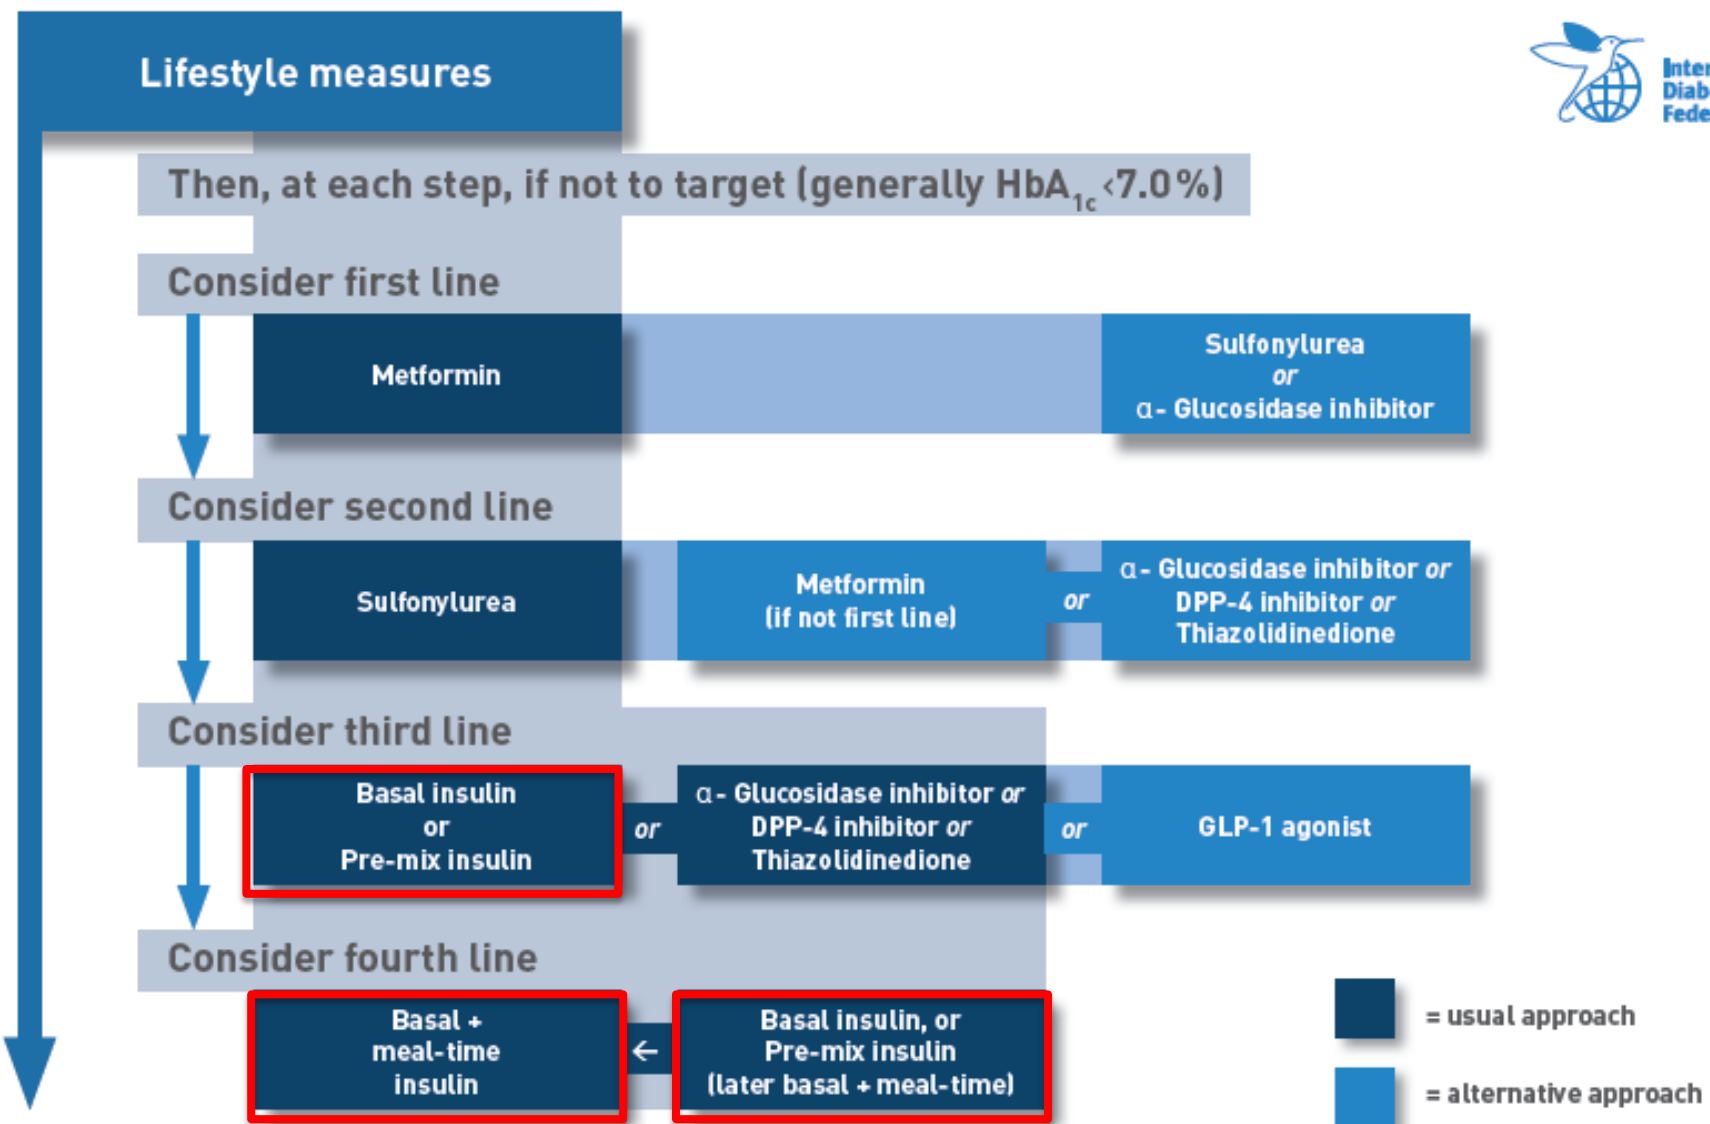 Lifestyle measures
Inter
Diab
Fede
Then, at each step, if not to target (generally HbA1c <7.0%)
Consider first line
Metformin
Sulfonylurea
or
α- Glucosidase inhibitor
Consider second line
Sulfonylurea
Metformin
(if not first line)
or
α- Glucosidase inhibitor or
DPP-4 inhibitor or
Thiazolidinedione
Consider third line
Basal insulin
or
Pre-mix insulin
or
α- Glucosidase inhibitor or
DPP-4 inhibitor or
Thiazolidinedione
or
GLP-1 agonist
Consider fourth line
Basal +
meal-time
insulin
←
Basal insulin, or
Pre-mix insulin
(later basal + meal-time)
= usual approach
= alternative approach